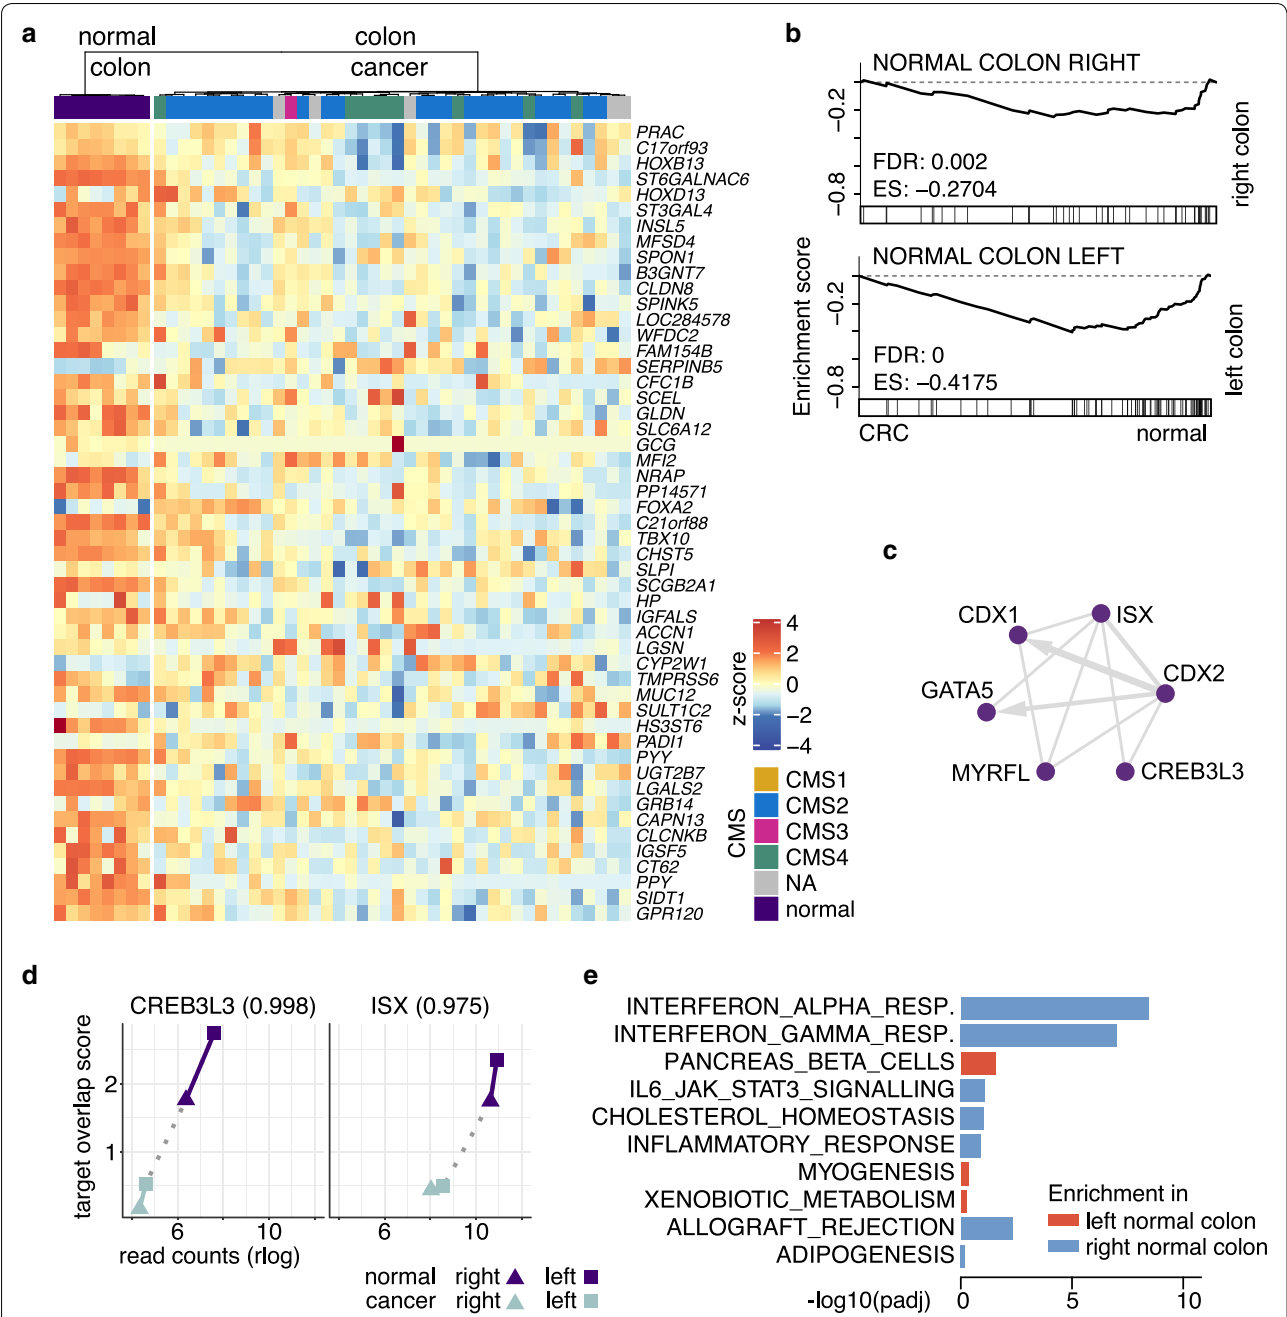 a
normal
colon
colon
cancer
PRAC
C17orf93
HOXB13
ST6GALNAC6
HOXD13
ST3GAL4
INSL5
MFSD4
SPON1
B3GNT7
CLDN8
SPINK5
LOC284578
WFDC2
FAM154B
SERPINB5
CFC1B
SCEL
GLDN
SLC6A12
GCG
MFI2
NRAP
PP14571
FOXA2
C21orf88
TBX10
CHST5
SLPI
SCGB2A1
HP
IGFALS
ACCN1
LGSN
CYP2W1
TMPRSS6
MUC12
SULT1C2
HS3ST6
PADI1
PYY
UGT2B7
LGALS2
GRB14
CAPN13
CLCNKB
IGSF5
CT62
PPY
SIDT1
GPR120
z-score
4
2
0
−2
−4
CMS
CMS1
CMS2
CMS3
CMS4
NA
normal
b
NORMAL COLON RIGHT
−0.2
−0.8
FDR: 0.002
ES: −0.2704
right colon
Enrichment score
NORMAL COLON LEFT
−0.2
−0.8
FDR: 0
ES: −0.4175
left colon
CRC
normal
c
CDX1
ISX
CDX2
GATA5
MYRFL
CREB3L3
d
CREB3L3 (0.998)
ISX (0.975)
target overlap score
2
1
6
10
6
10
read counts (rlog)
normal right left
cancer right left
e
INTERFERON_ALPHA_RESP.
INTERFERON_GAMMA_RESP.
PANCREAS_BETA_CELLS
IL6_JAK_STAT3_SIGNALLING
CHOLESTEROL_HOMEOSTASIS
INFLAMMATORY_RESPONSE
MYOGENESIS
XENOBIOTIC_METABOLISM
ALLOGRAFT_REJECTION
ADIPOGENESIS
Enrichment in
left normal colon
right normal colon
-log10(padj)
0
5
10